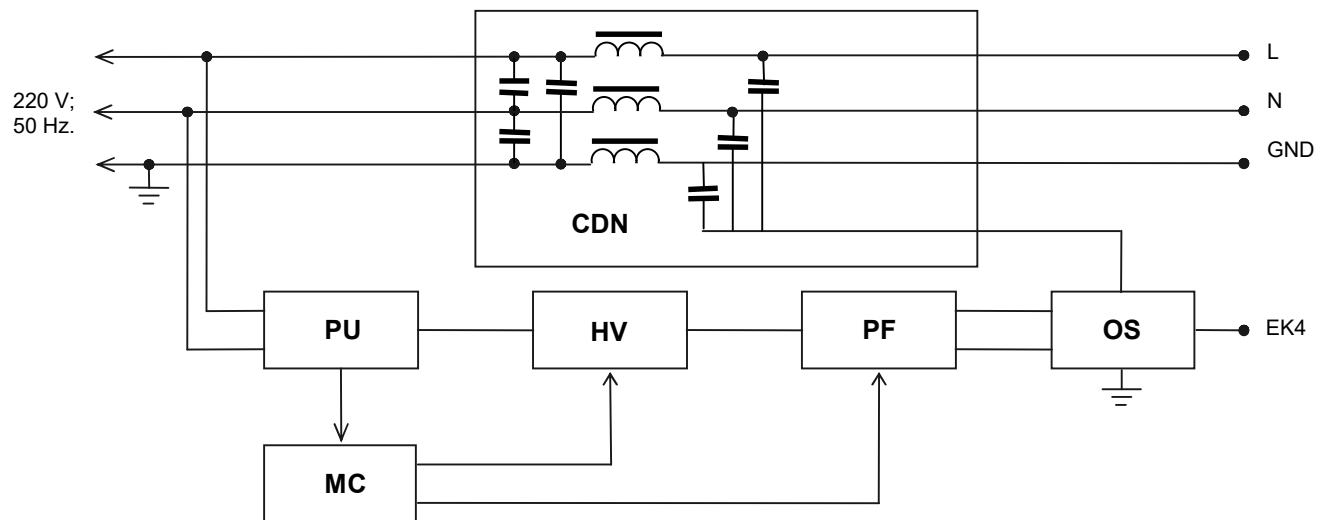 L
220 V;
50 Hz.
N
GND
CDN
PU
HV
PF
OS
EK4
MC